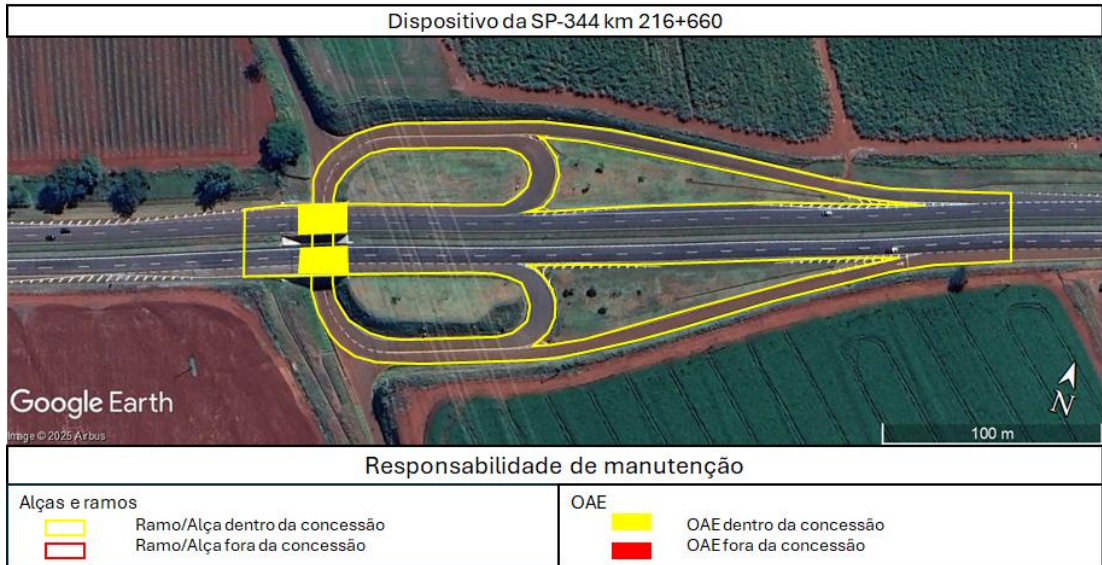 Dispositivo da SP-344 km 216+660
Google Earth
Image © 2025 Airbus
N
100 m
Responsabilidade de manutenção
Alças e ramos
Ramo/Alça dentro da concessão
Ramo/Alça fora da concessão
OAE
OAE dentro da concessão
OAE fora da concessão